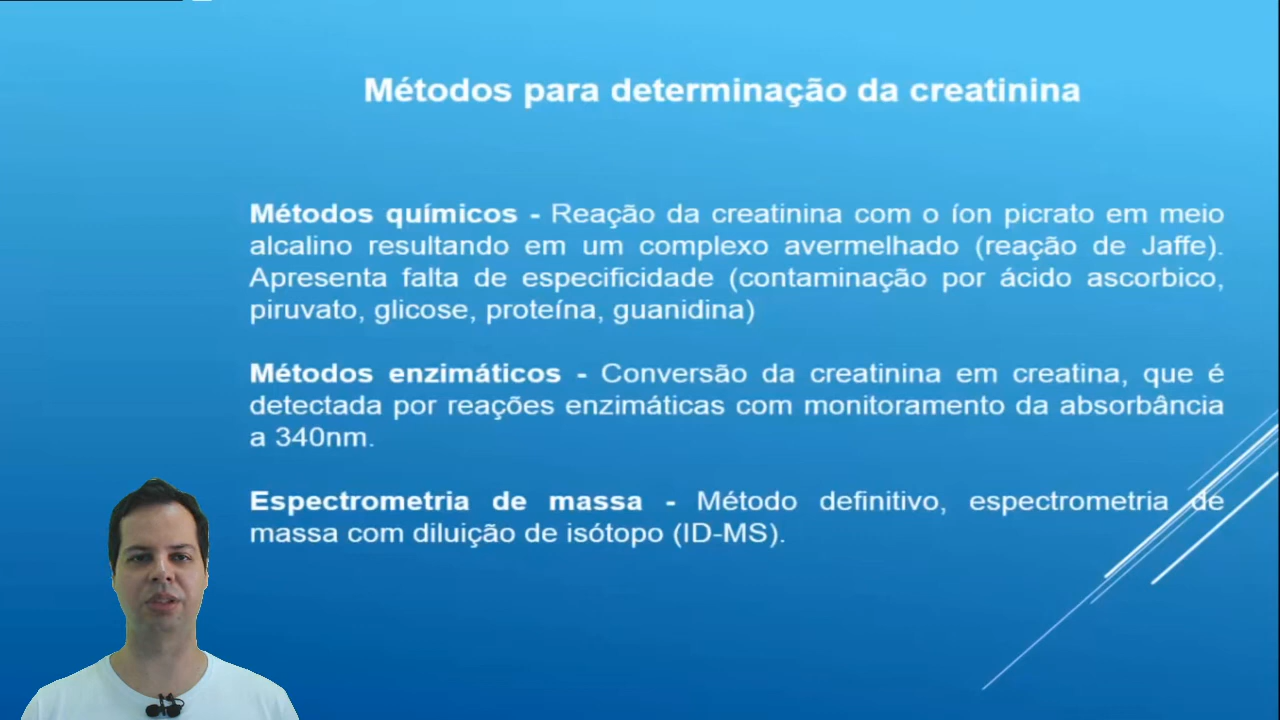 Métodos para determinação da creatinina
Métodos químicos - Reação da creatinina com o íon picrato em meio
alcalino resultando em um complexo avermelhado (reação de Jaffe).
Apresenta falta de especificidade (contaminação por ácido ascorbico,
piruvato, glicose, proteína, guanidina)
Métodos enzimáticos - Conversão da creatinina em creatina, que é
detectada por reações enzimáticas com monitoramento da absorbância
a 340nm.
Espectrometria de massa - Método definitivo, espectrometria de
massa com diluição de isótopo (ID-MS).